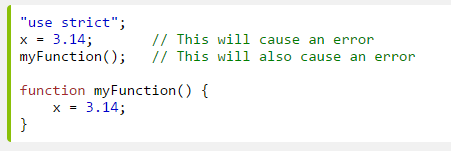 "use strict";
x = 3.14;       // This will cause an error
myFunction();   // This will also cause an error

function myFunction() {
    x = 3.14;
}